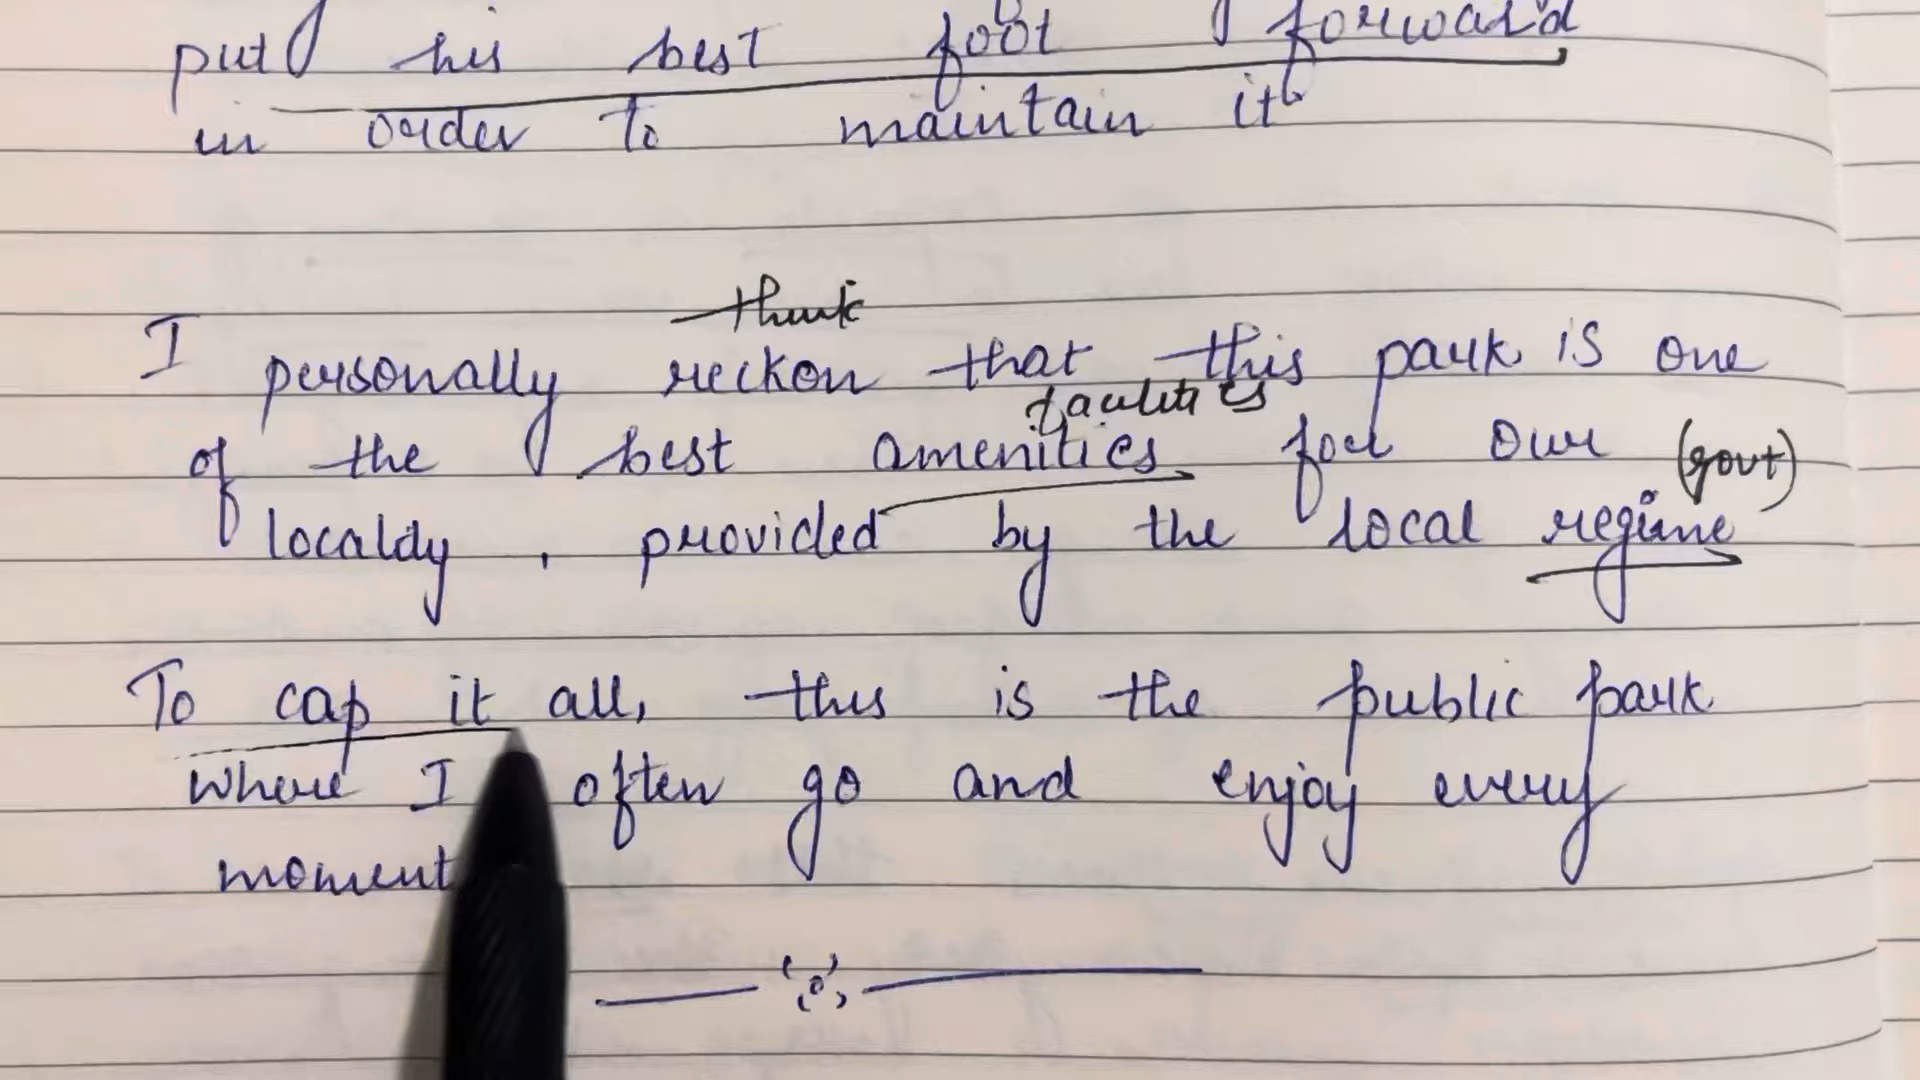 put his best foot forward
in order to maintain it
think
I personally reckon that this park is one
facilities
of the best amenities for our (govt)
locality, provided by the local regime
To cap it all, this is the public park
where I often go and enjoy every
moment